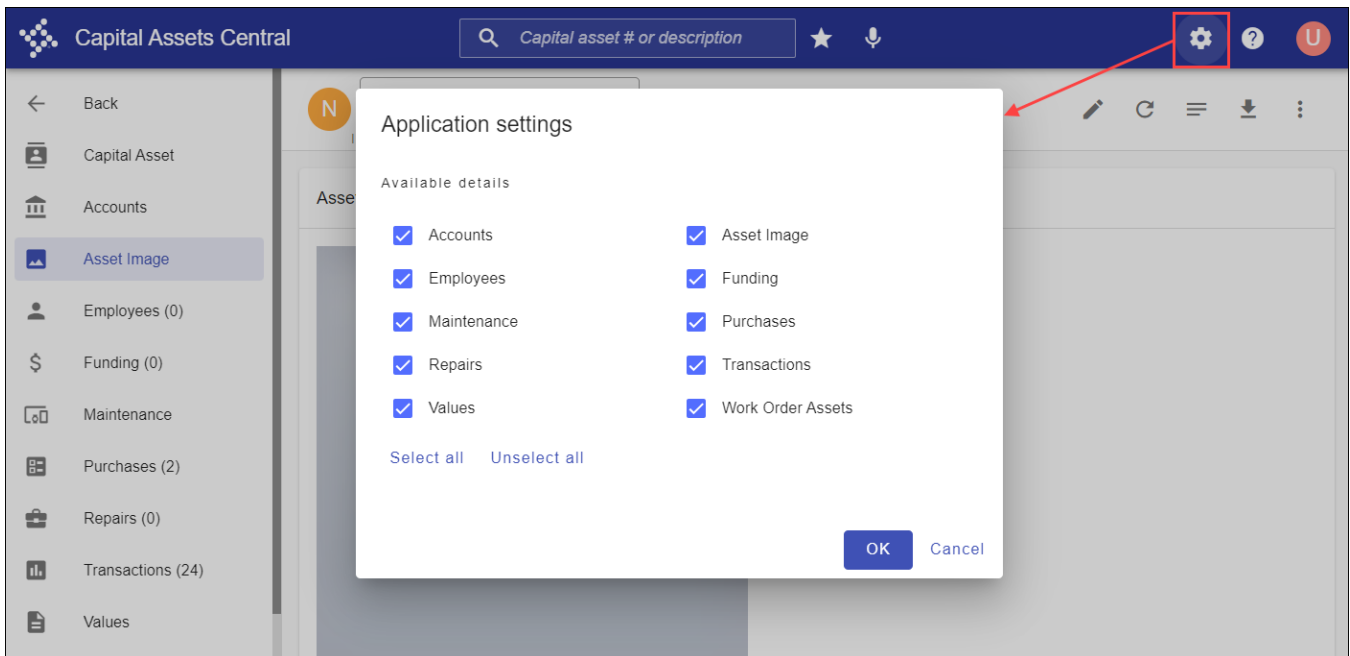 Capital Assets Central
Capital asset # or description
U
Back
Capital Asset
Accounts
Asset Image
Employees (0)
Funding (0)
Maintenance
Purchases (2)
Repairs (0)
Transactions (24)
Values
N
Asse
Application settings
Available details
Accounts
Asset Image
Employees
Funding
Maintenance
Purchases
Repairs
Transactions
Values
Work Order Assets
Select all Unselect all
OK Cancel